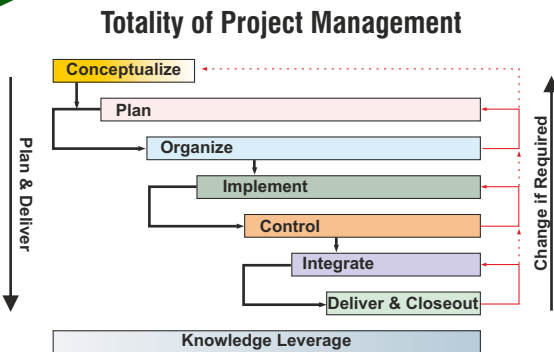 Totality of Project Management
Conceptualize
Plan
Organize
Implement
Control
Integrate
Deliver & Closeout
Knowledge Leverage
Plan & Deliver
Change if Required